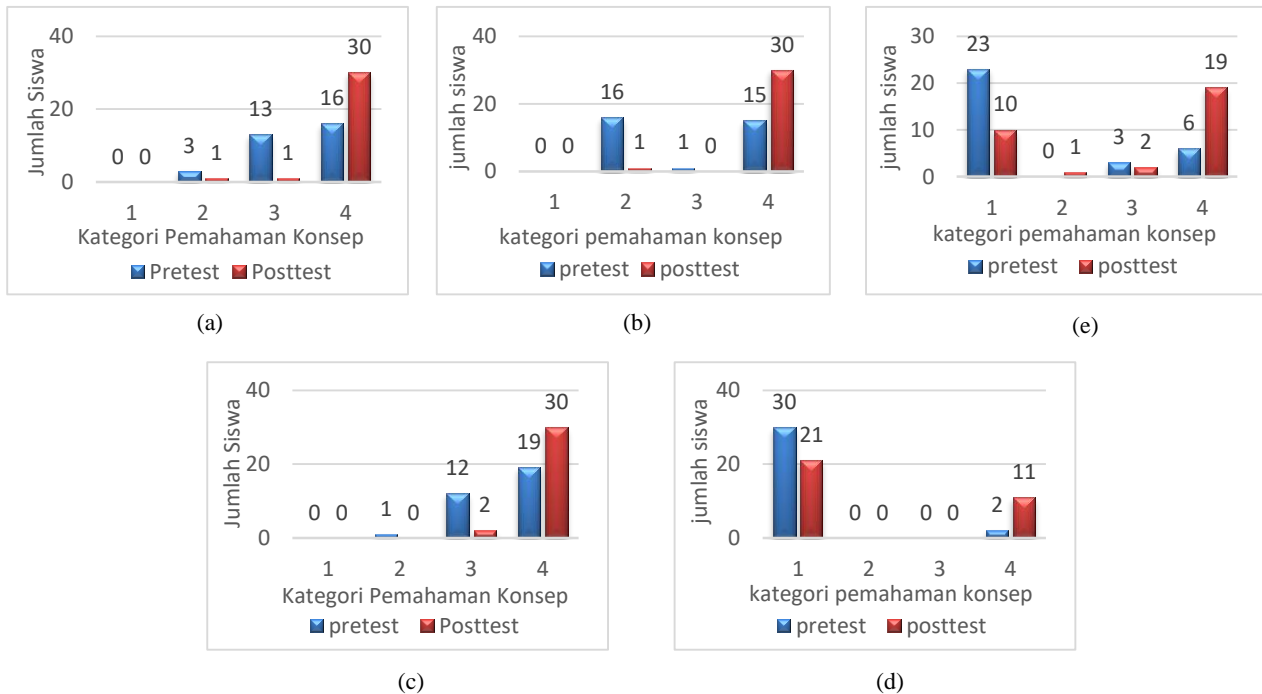 40
30
Jumlah Siswa
20
13
16
3
0 0
1
1
0
1 2 3 4
Kategori Pemahaman Konsep
Pretest Posttest
(a)
40
30
jumlah siswa
20
16
15
0 0
1
1 0
0
1 2 3 4
kategori pemahaman konsep
pretest posttest
(b)
30
23
jumlah siswa
20
19
10
10
0 1
3 2
6
0
1 2 3 4
kategori pemahaman konsep
pretest posttest
(e)
40
30
Jumlah Siswa
20
19
12
0 0
1 0
2
0
1 2 3 4
Kategori Pemahaman Konsep
pretest Posttest
(c)
40
30
jumlah siswa
21
20
11
0 0
0 0
2
0
1 2 3 4
kategori pemahaman konsep
pretest posttest
(d)